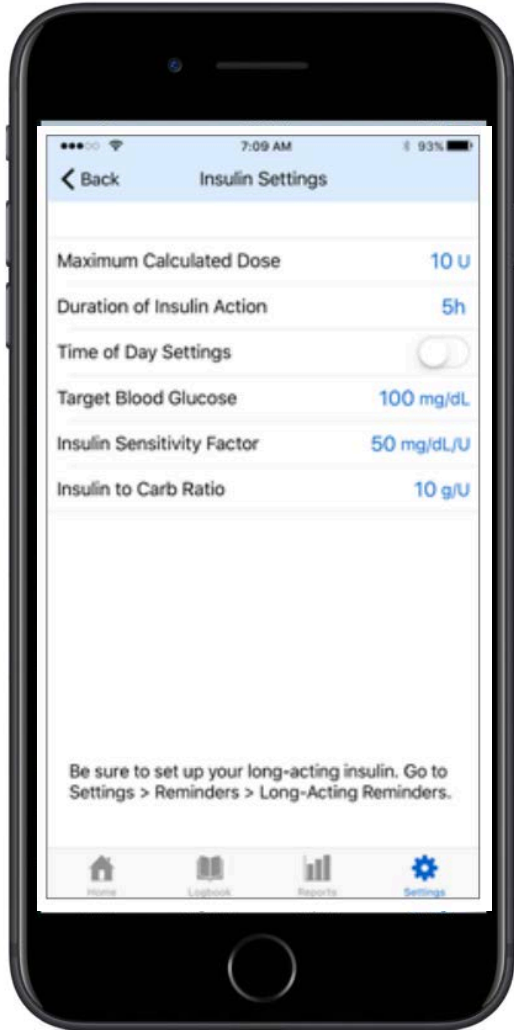 7:09 AM
93%
Back
Insulin Settings
Maximum Calculated Dose
10 U
Duration of Insulin Action
5h
Time of Day Settings
Target Blood Glucose
100 mg/dL
Insulin Sensitivity Factor
50 mg/dL/U
Insulin to Carb Ratio
10 g/U
Be sure to set up your long-acting insulin. Go to
Settings > Reminders > Long-Acting Reminders.
Home
Logbook
Reports
Settings